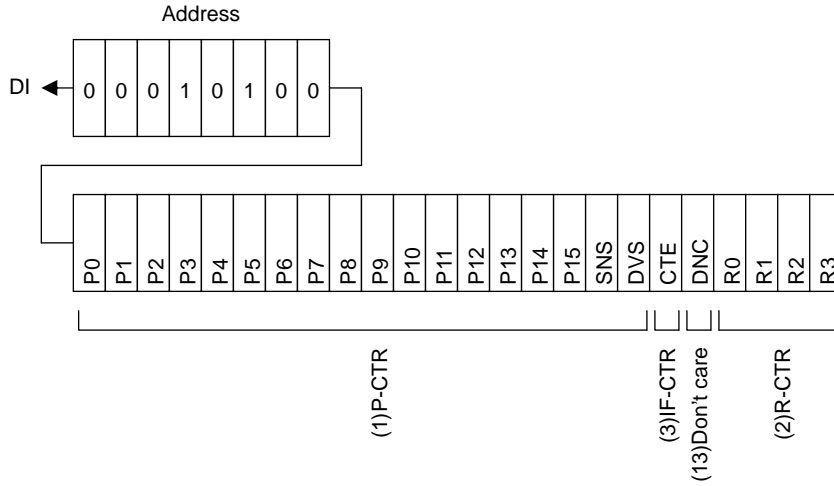 Address
DI 0 0 0 1 0 1 0 0
P0 P1 P2 P3 P4 P5 P6 P7 P8 P9 P10 P11 P12 P13 P14 P15 SNS DVS CTE DNC R0 R1 R2 R3
(1)P-CTR
(3)IF-CTR
(13)Don't care
(2)R-CTR